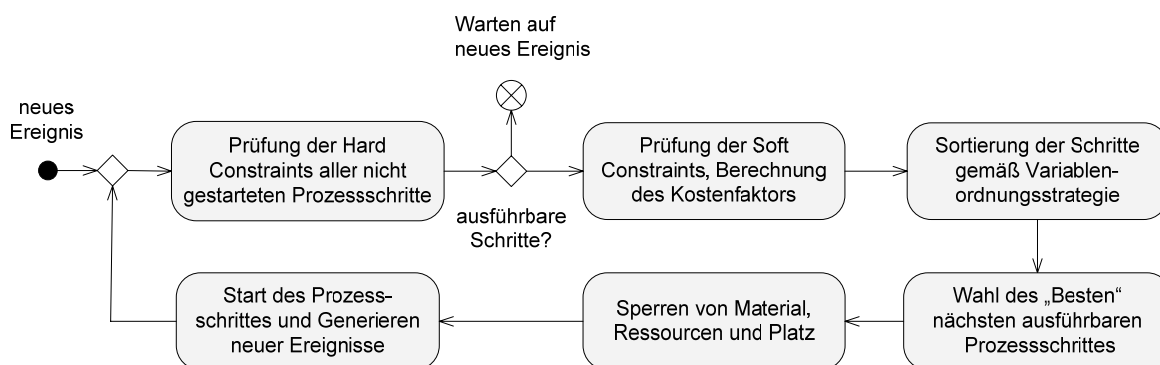 Warten auf
neues Ereignis
neues
Ereignis
Prüfung der Hard
Constraints aller nicht
gestarteten Prozessschritte
ausführbare
Schritte?
Prüfung der Soft
Constraints, Berechnung
des Kostenfaktors
Sortierung der Schritte
gemäß Variablen-
ordnungsstrategie
Wahl des „Besten“
nächsten ausführbaren
Prozessschrittes
Sperren von Material,
Ressourcen und Platz
Start des Prozess-
schrittes und Generieren
neuer Ereignisse